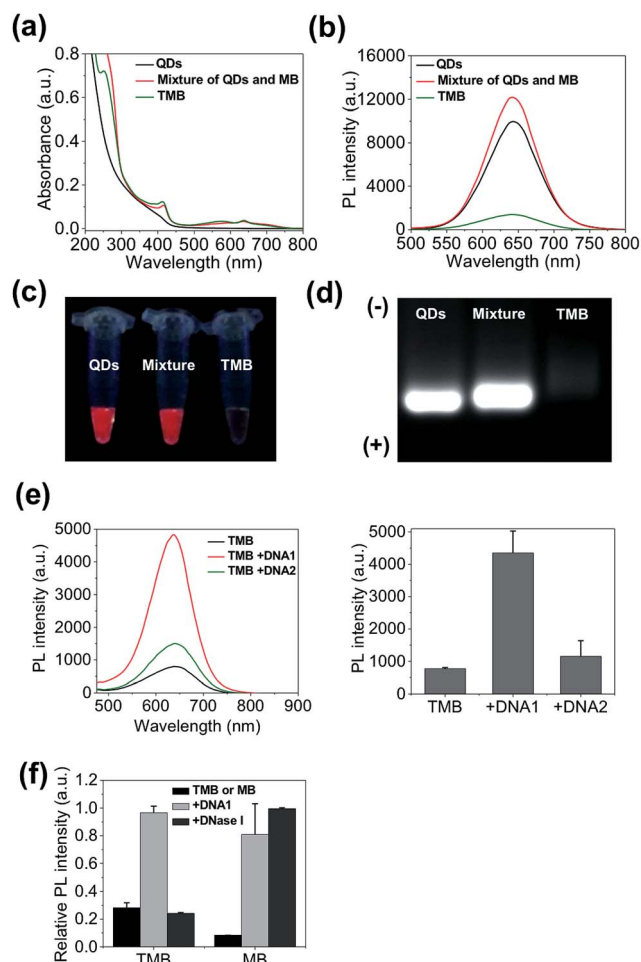 (a)
0.8
0.6
0.4
0.2
0.0
Absorbance (a.u.)
QDs
Mixture of QDs and MB
TMB
200 300 400 500 600 700 800
Wavelength (nm)
(b)
16000
12000
8000
4000
0
PL intensity (a.u.)
QDs
Mixture of QDs and MB
TMB
500 550 600 650 700 750 800
Wavelength (nm)
(c)
QDs Mixture TMB
(d)
(-)
(+)
QDs Mixture TMB
(e)
5000
4000
3000
2000
1000
0
PL intensity (a.u.)
TMB
TMB +DNA1
TMB +DNA2
500 600 700 800 900
Wavelength (nm)
5000
4000
3000
2000
1000
0
PL intensity (a.u.)
TMB +DNA1 +DNA2
(f)
1.2
1.0
0.8
0.6
0.4
0.2
0.0
Relative PL intensity (a.u.)
TMB or MB
+DNA1
+DNase I
TMB MB